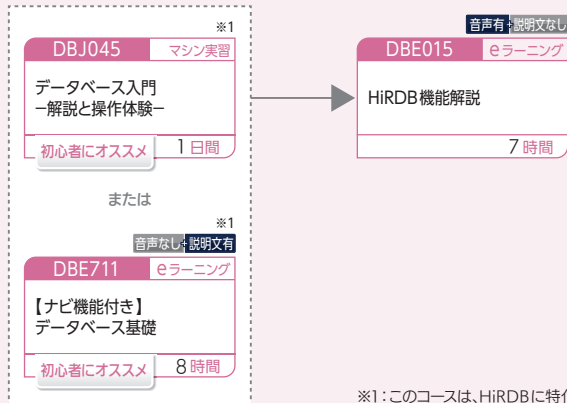 ※1
DBJ045 マシン実習
データベース入門
−解説と操作体験−
初心者にオススメ 1日間
または
※1
音声なし+説明文有
DBE711 eラーニング
【ナビ機能付き】
データベース基礎
初心者にオススメ 8時間
音声有+説明文なし
DBE015 eラーニング
HiRDB機能解説
7時間
※1：このコースは、HiRDBに特化